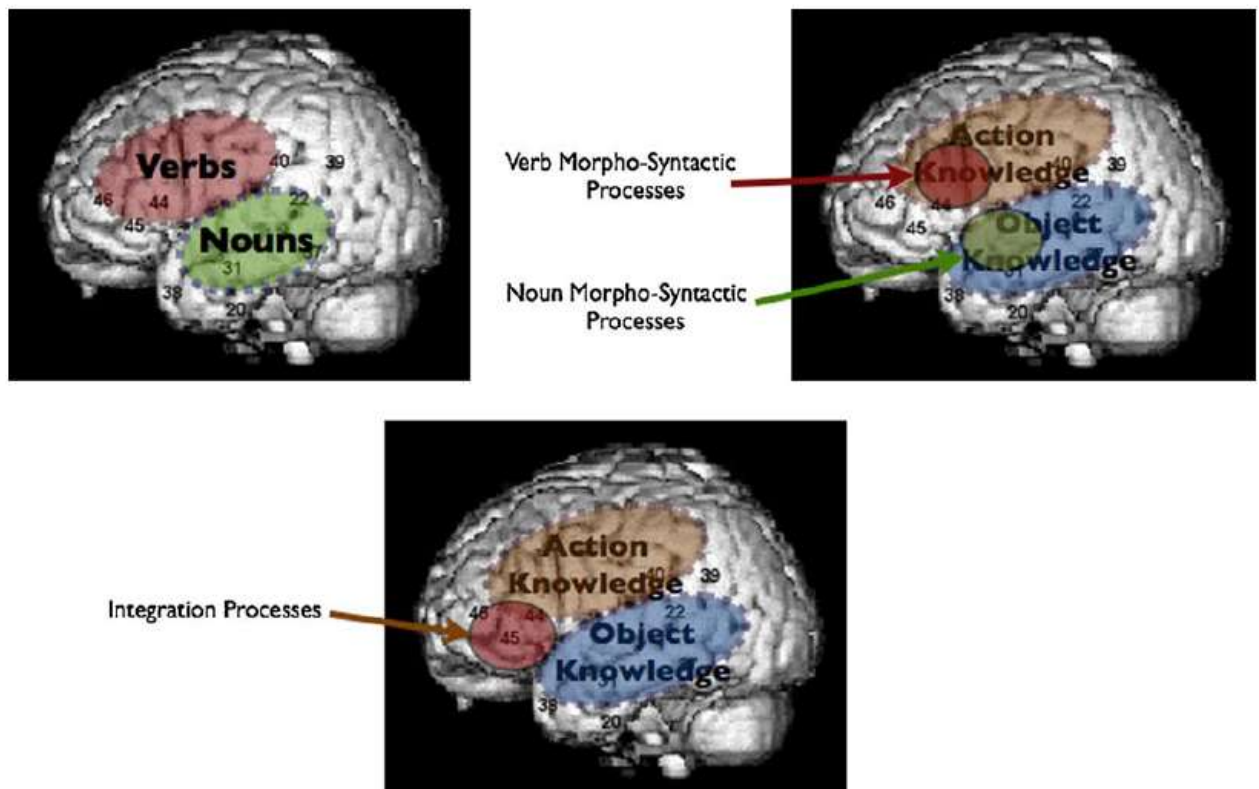 Verbs
40
39
46
44
45
22
Nouns
31
37
38
20
Verb Morpho-Syntactic
Processes
Noun Morpho-Syntactic
Processes
Action
40
39
Knowledge
46
44
22
45
Object
Knowledge
38
20
Integration Processes
Action
40
39
Knowledge
46
44
22
45
Object
Knowledge
38
20